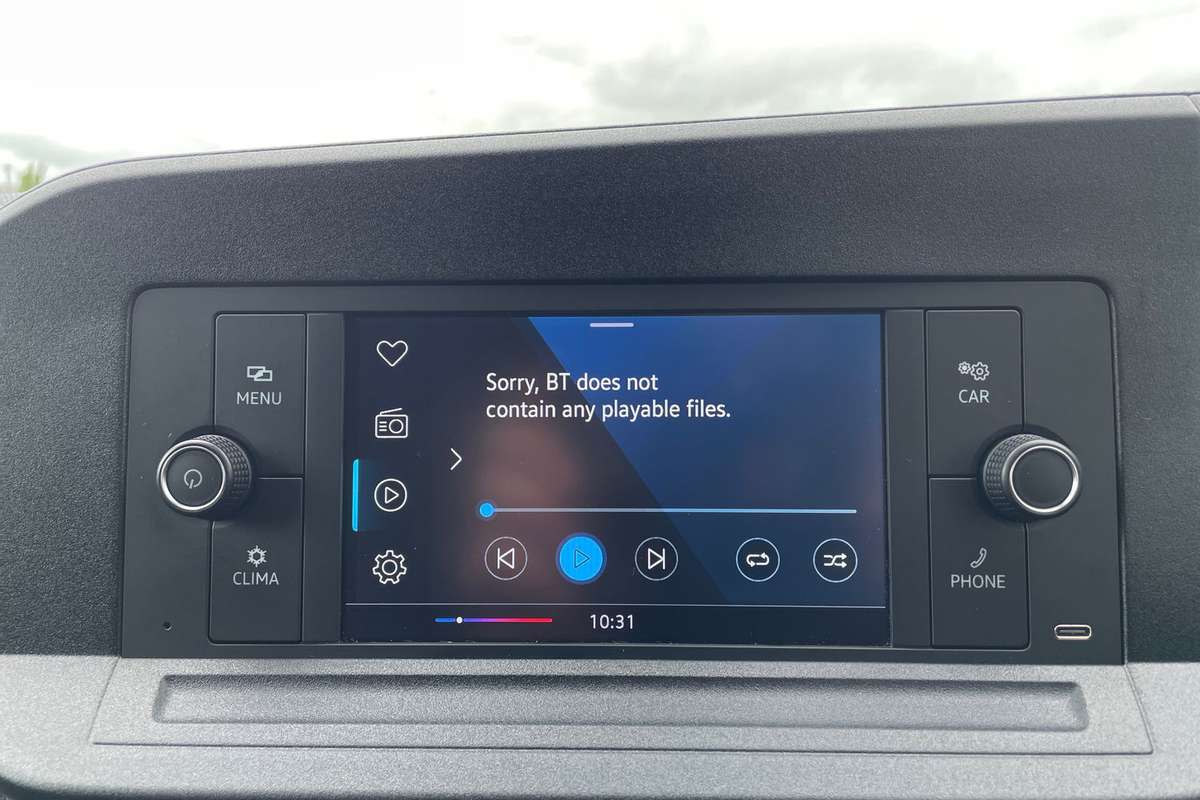 MENU
CLIMA
Sorry, BT does not
contain any playable files.
10:31
CAR
PHONE